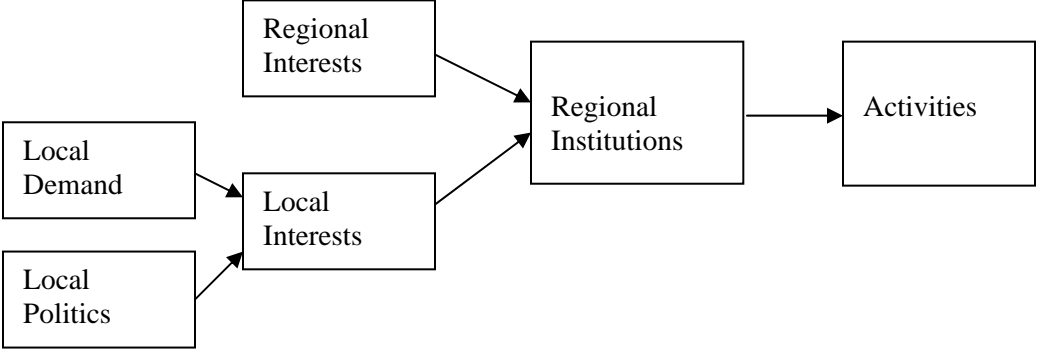 Regional
Interests
Regional
Institutions
Activities
Local
Demand
Local
Interests
Local
Politics